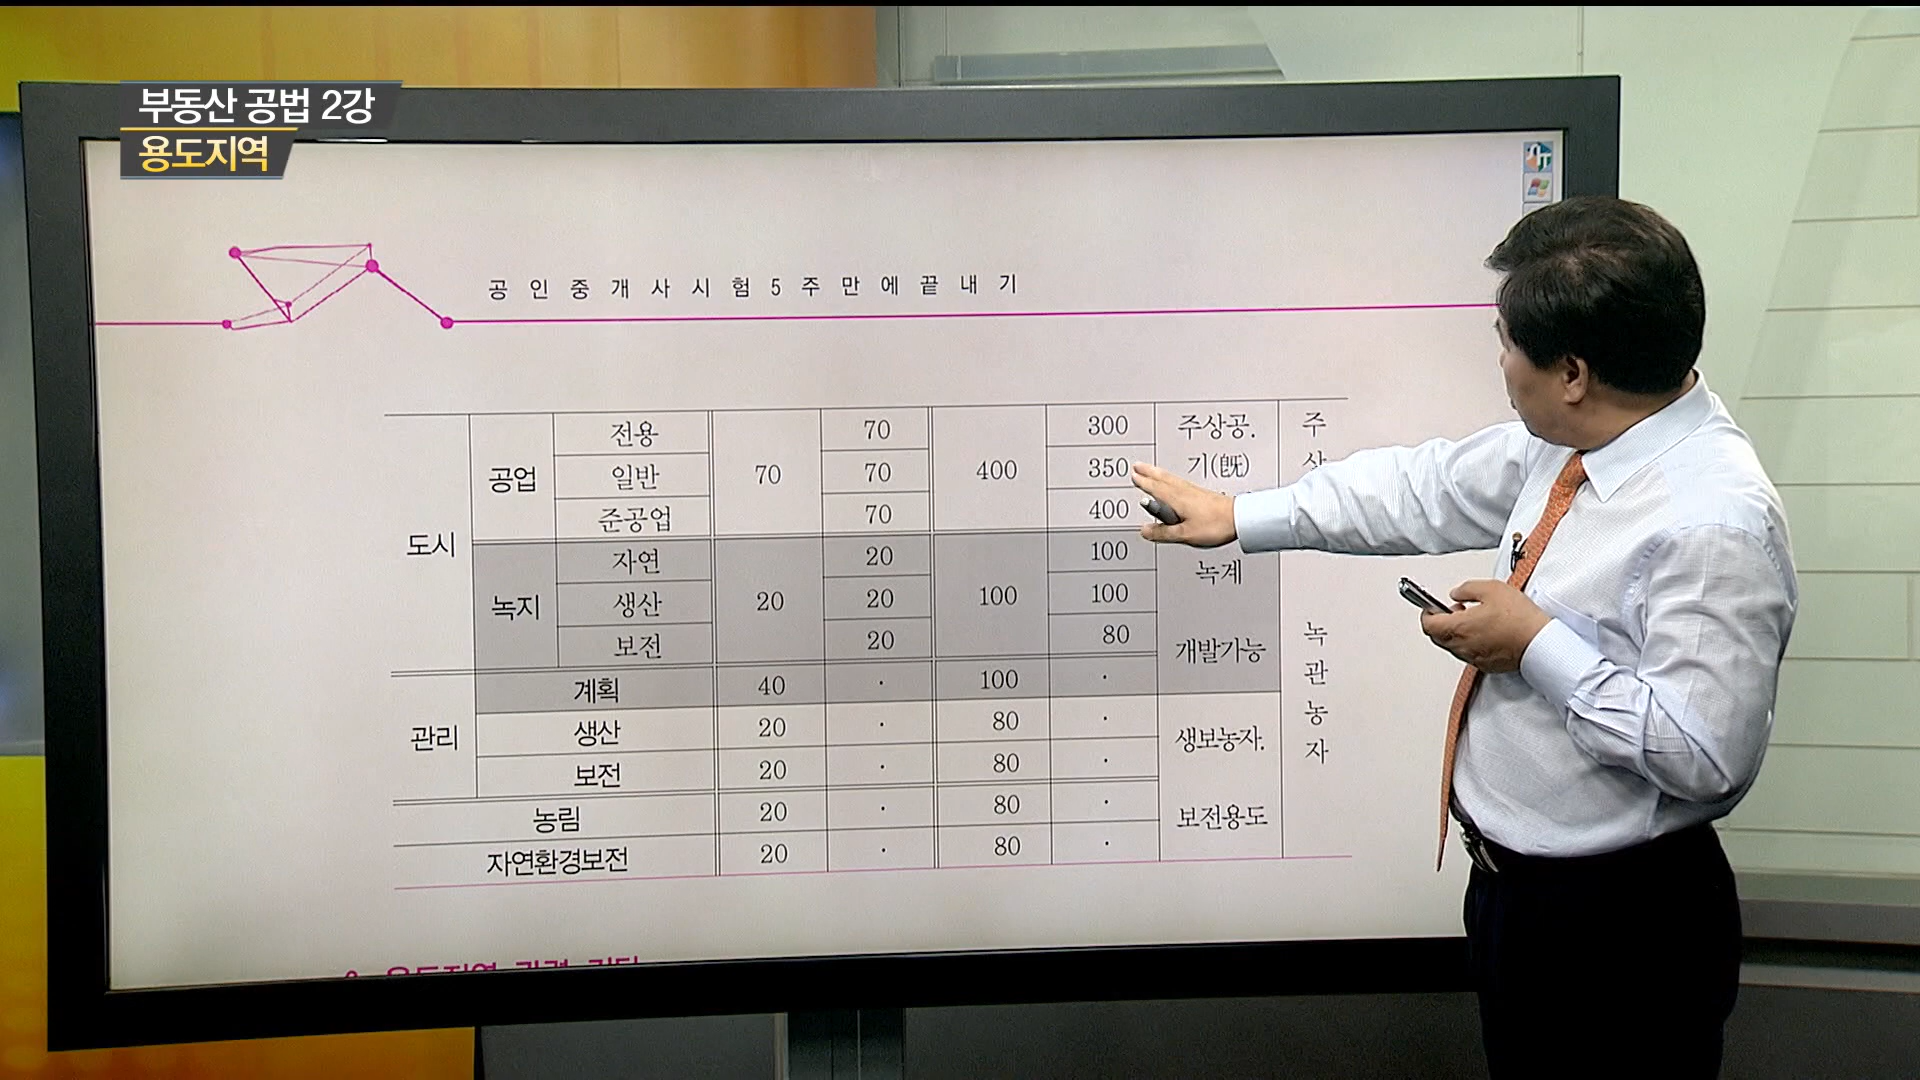 부동산 공법 2강
용도지역
공인중개사시험5주만에끝내기
도시 공업 전용 70 70 400 300 주상공. 주
일반 70 350 기(旣)
준공업 70 400
녹지 자연 20 20 100 100 녹계
생산 20 100
보전 20 80 개발가능 녹
관리 계획 40 · 100 · 관
생산 20 · 80 · 생보농자. 농
보전 20 · 80 · 자
농림 20 · 80 · 보전용도
자연환경보전 20 · 80 ·